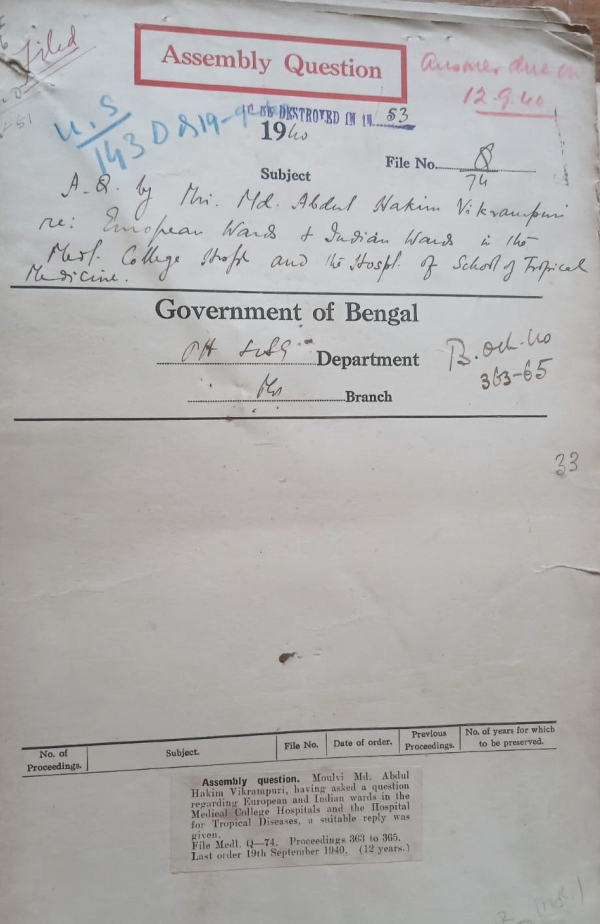 filed
Assembly Question
Answer due on
12.9.40
U.S
143 D 819-9
BE DESTROYED IN 19 53
1940
Subject
File No. Q
74
A.Q. by Mr. Md. Abdul Hakim Vikrampuri
re: European Wards & Indian Wards in the
Med. College Hospl. and the Hospl. of School of Tropical
Medicine.
Government of Bengal
PH & LSG Department
Branch
B. Oct. 40
363-65
33
No. of Proceedings.
Subject.
File No.
Date of order.
Previous Proceedings.
No. of years for which to be preserved.
Assembly question. Moulvi Md. Abdul
Hakim Vikrampuri, having asked a question
regarding European and Indian wards in the
Medical College Hospitals and the Hospital
for Tropical Diseases, a suitable reply was
given.
File Medl. Q—74. Proceedings 363 to 365.
Last order 19th September 1940. (12 years.)